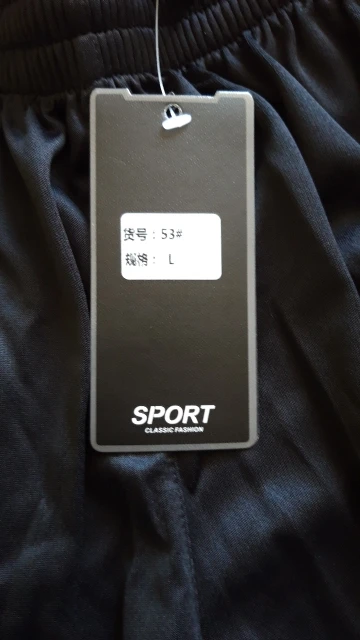 货号：53#
规格： L
SPORT
CLASSIC FASHION